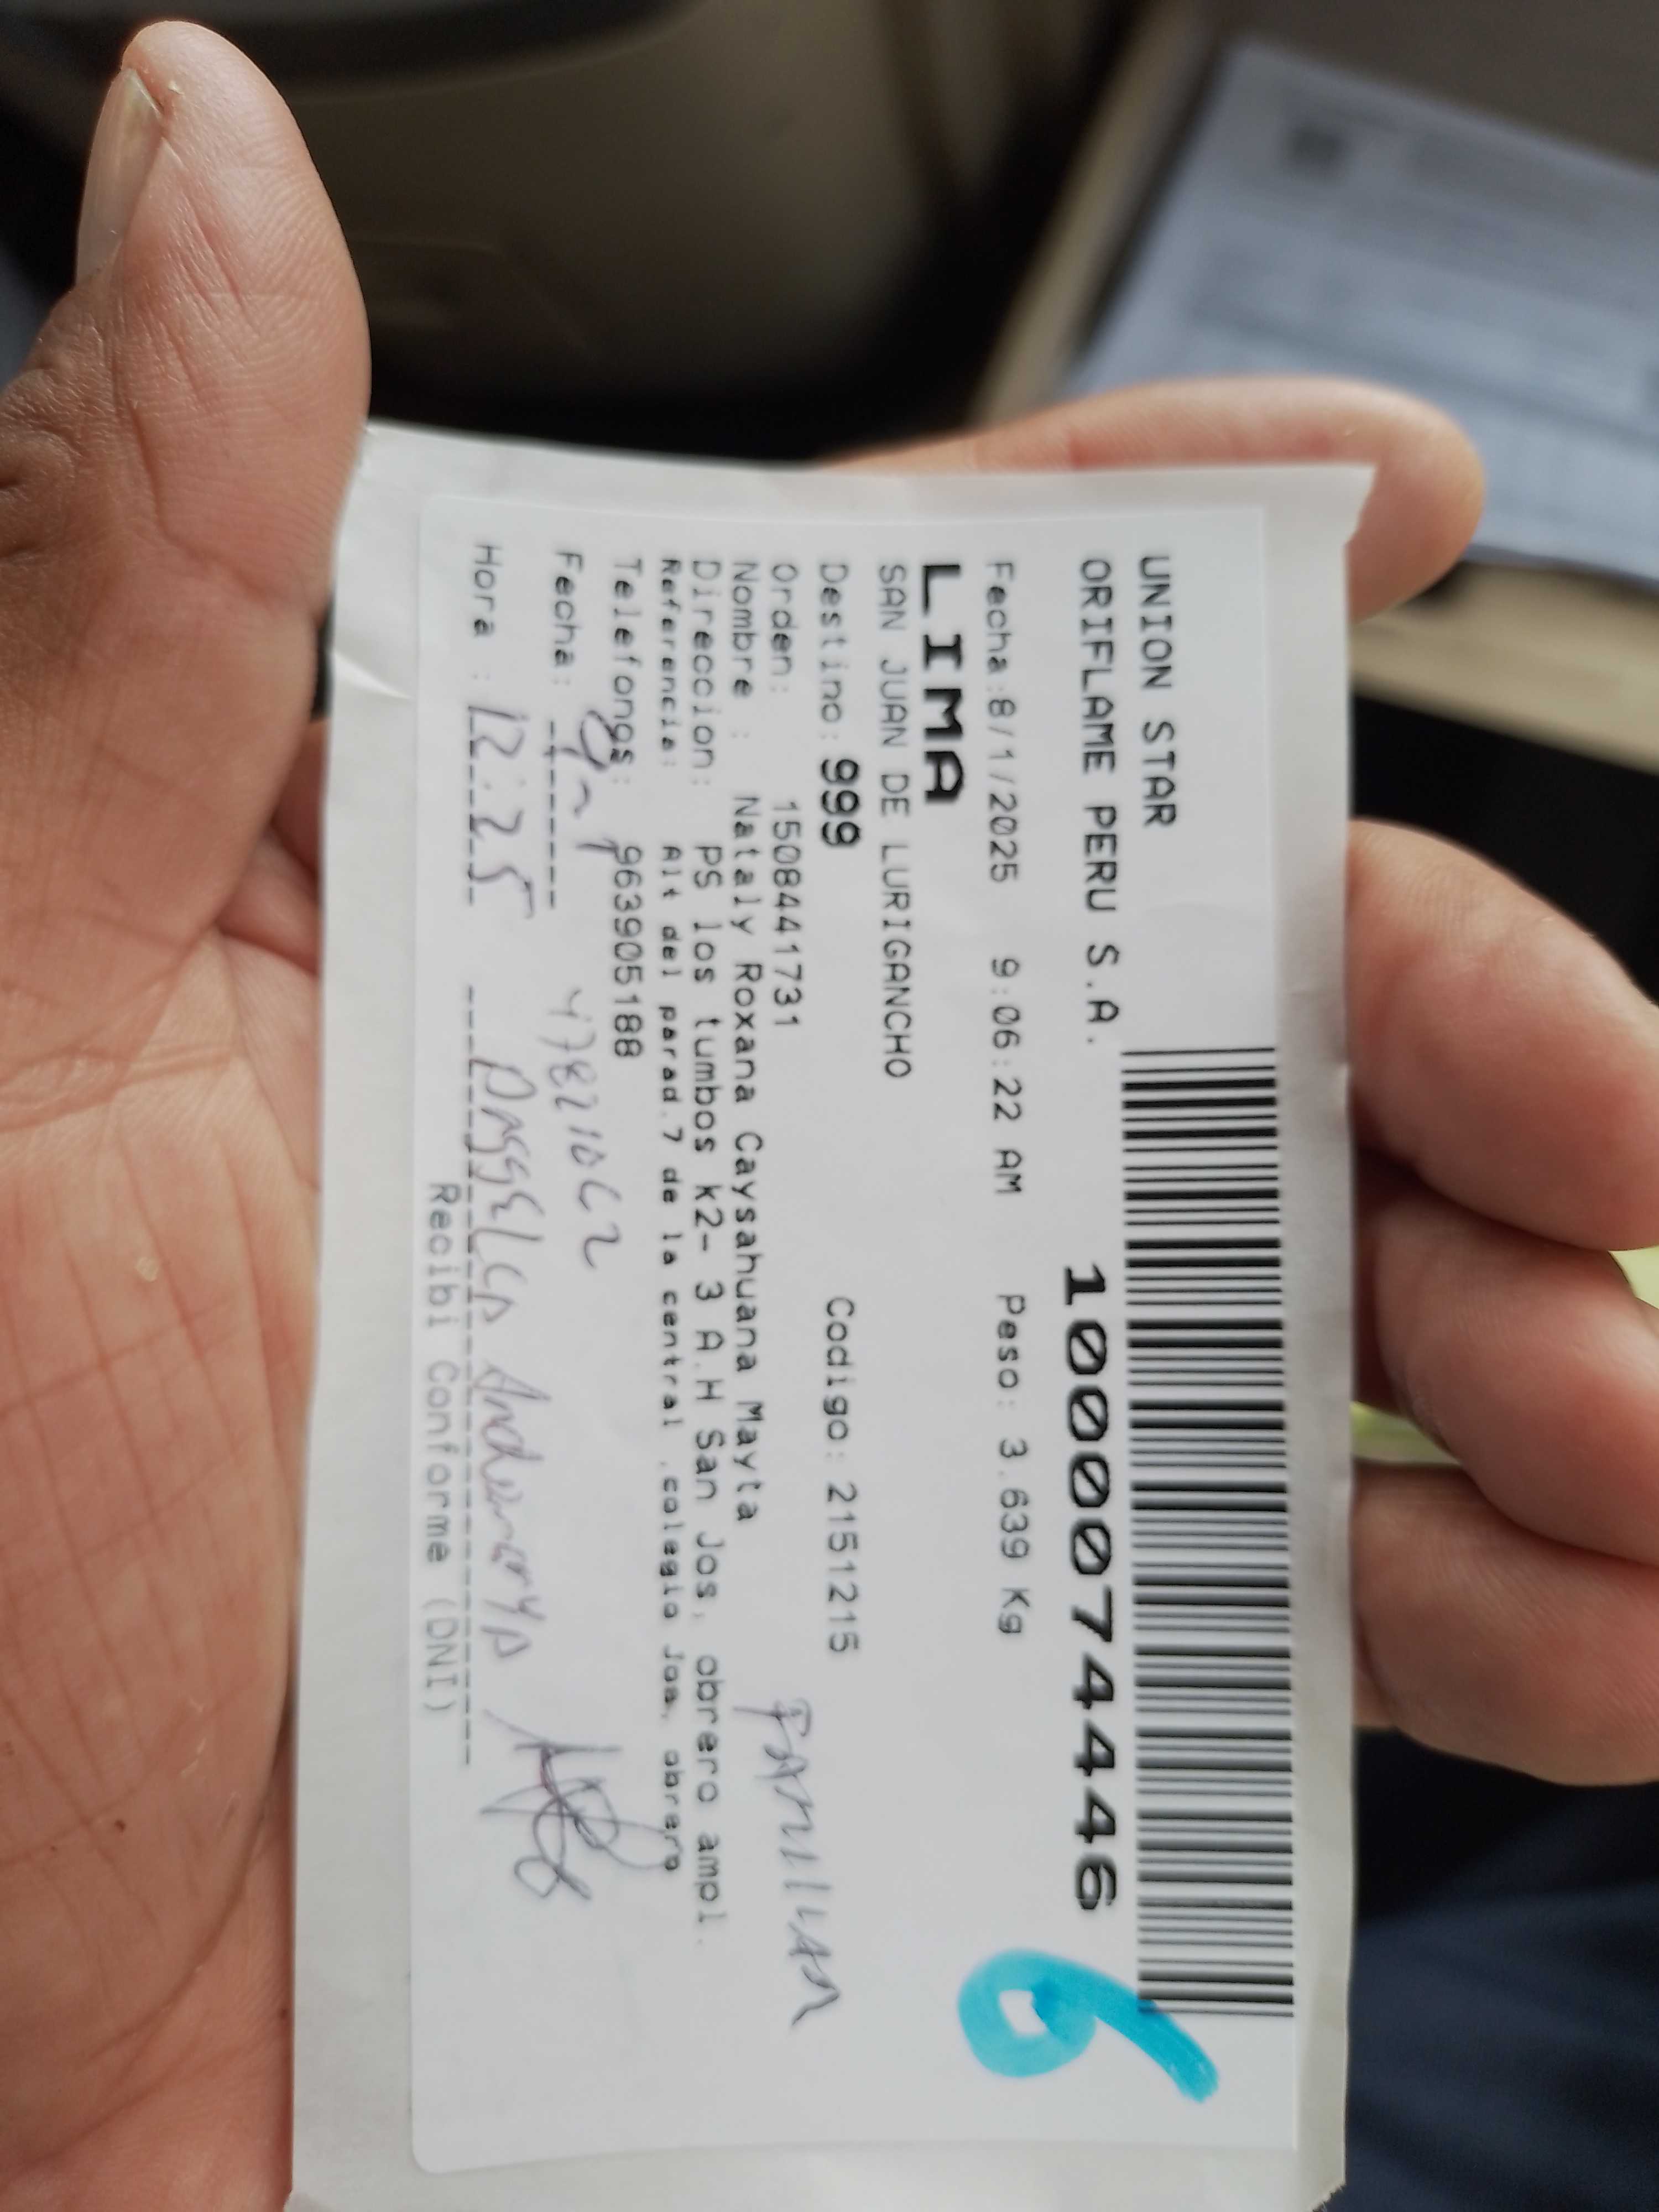 UNION STAR
ORIFLAME PERU S.A.
10000744446
6
Fecha:8/1/2025 9:06:22 AM Peso: 3.639 Kg
LIMA
SAN JUAN DE LURIGANCHO
Destino: 999 Codigo: 2151215
Orden: 1508441731
FAMILIAR
Nombre : Nataly Roxana Caysahuana Mayta
Direccion: PS los tumbos k2- 3 A.H San Jos, obrero ampl.
Referencia: Alt del parad.7 de la central ,colegio Jos, obrero
Telefonos: 963905188
Fecha:
Hora : 12:25
Recibi Conforme (DNI)